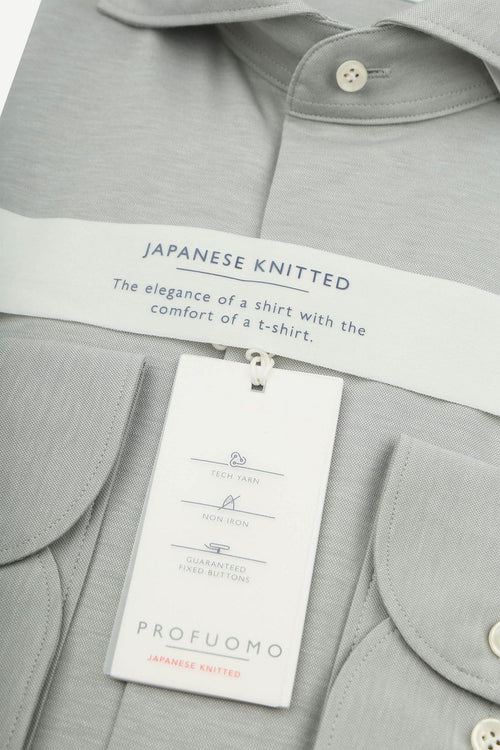 JAPANESE KNITTED
The elegance of a shirt with the
comfort of a t-shirt.
TECH YARN
NON IRON
GUARANTEED
FIXED BUTTONS
PROFUOMO
JAPANESE KNITTED